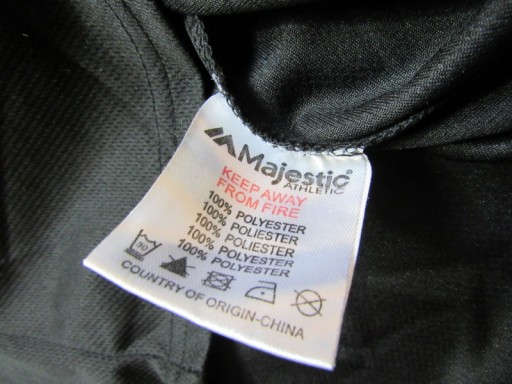 Majestic®
ATHLETIC
KEEP AWAY
FROM FIRE
100% POLYESTER
100% POLIESTER
100% POLIESTER
100% POLYESTER
100% POLYESTER
COUNTRY OF ORIGIN-CHINA